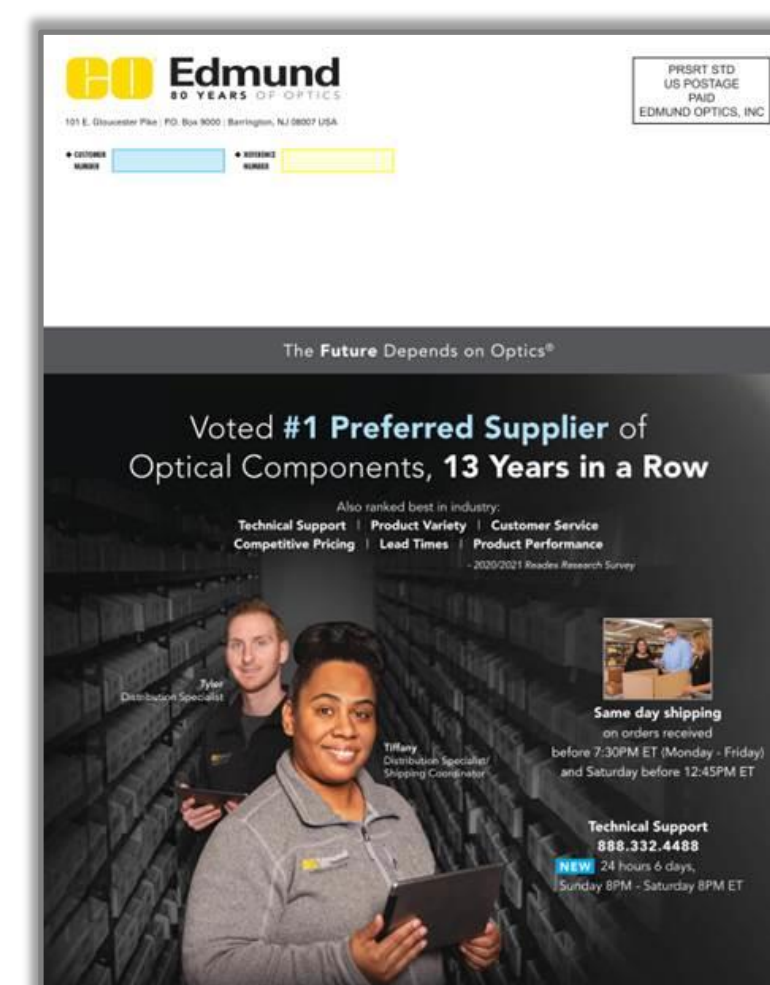 eo Edmund
80 YEARS OF OPTICS
101 E. Gloucester Pike | P.O. Box 9000 | Barrington, NJ 08007 USA
PRSRT STD
US POSTAGE
PAID
EDMUND OPTICS, INC
CUSTOMER
NUMBER
REFERENCE
NUMBER
The Future Depends on Optics®
Voted #1 Preferred Supplier of
Optical Components, 13 Years in a Row
Also ranked best in industry:
Technical Support | Product Variety | Customer Service
Competitive Pricing | Lead Times | Product Performance
- 2020/2021 Readex Research Survey
Tyler
Distribution Specialist
Tiffany
Distribution Specialist/
Shipping Coordinator
Same day shipping
on orders received
before 7:30PM ET (Monday - Friday)
and Saturday before 12:45PM ET
Technical Support
888.332.4488
NEW 24 hours 6 days,
Sunday 8PM - Saturday 8PM ET